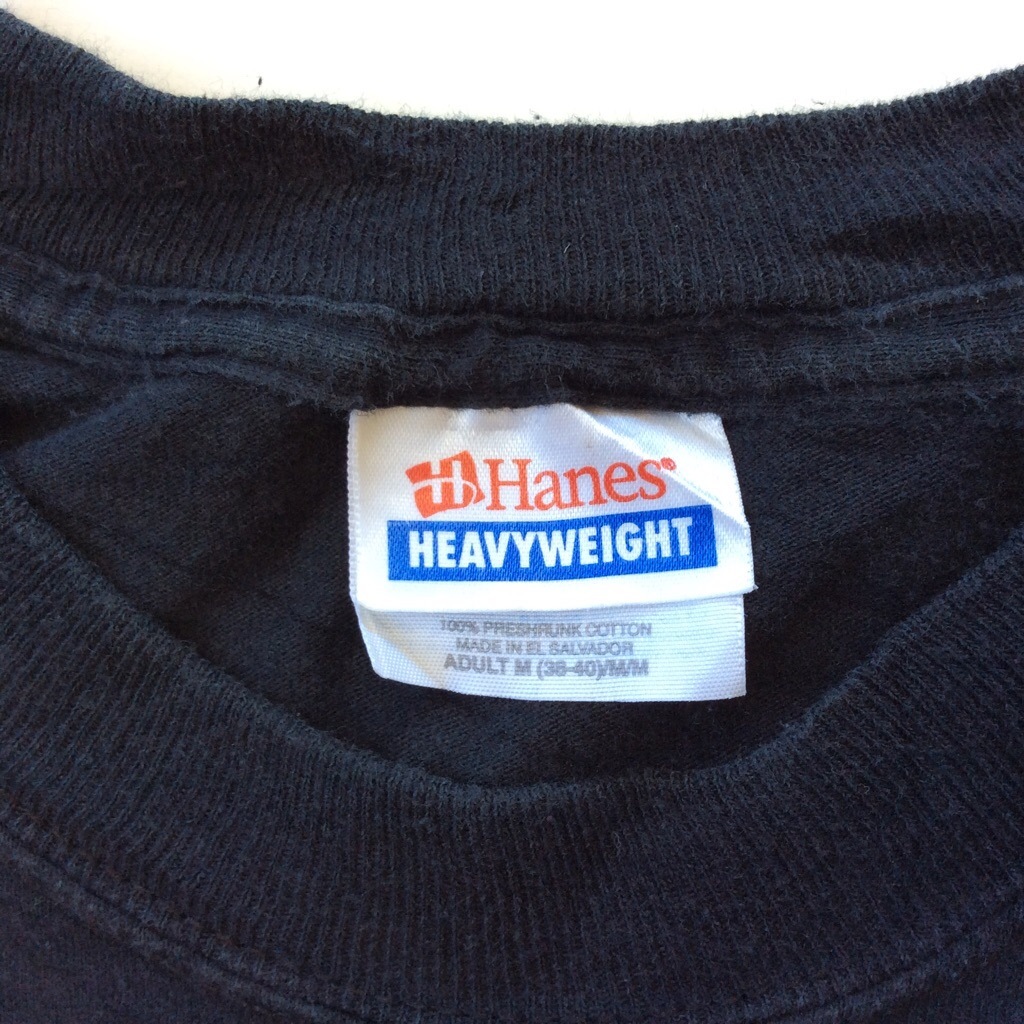 Hanes®
HEAVYWEIGHT
100% PRESHRUNK COTTON
MADE IN EL SALVADOR
ADULT M (38-40)/M/M